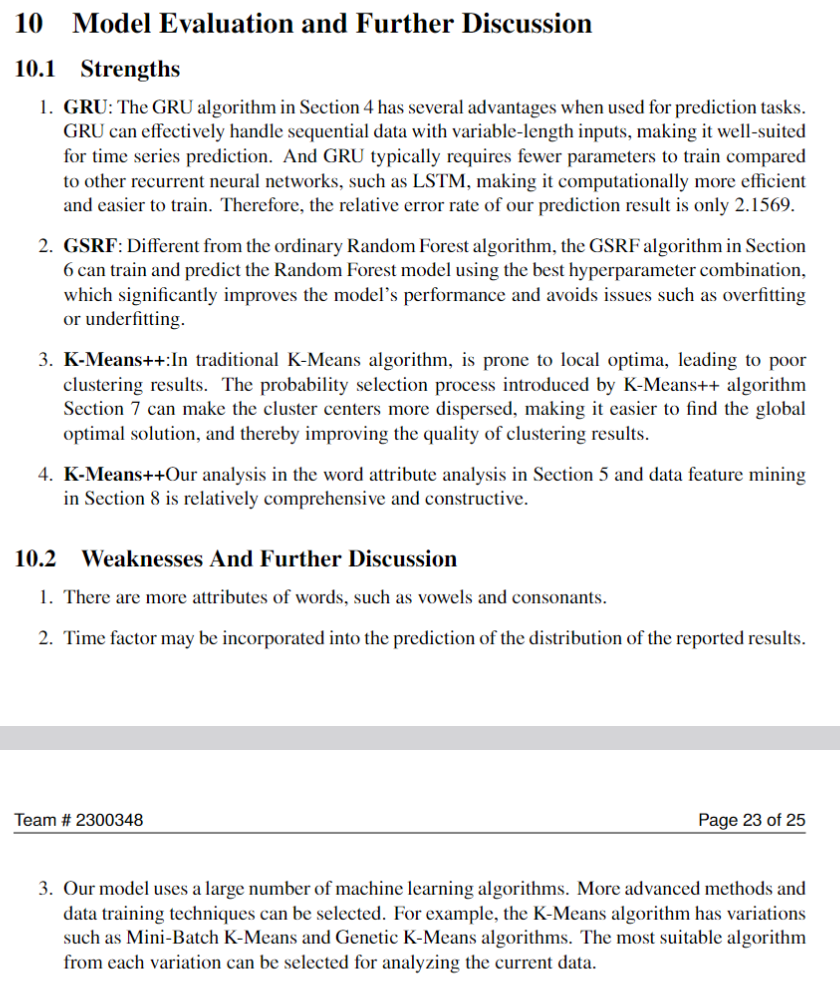 10 Model Evaluation and Further Discussion
10.1 Strengths
1. GRU: The GRU algorithm in Section 4 has several advantages when used for prediction tasks.
GRU can effectively handle sequential data with variable-length inputs, making it well-suited
for time series prediction. And GRU typically requires fewer parameters to train compared
to other recurrent neural networks, such as LSTM, making it computationally more efficient
and easier to train. Therefore, the relative error rate of our prediction result is only 2.1569.
2. GSRF: Different from the ordinary Random Forest algorithm, the GSRF algorithm in Section
6 can train and predict the Random Forest model using the best hyperparameter combination,
which significantly improves the model's performance and avoids issues such as overfitting
or underfitting.
3. K-Means++:In traditional K-Means algorithm, is prone to local optima, leading to poor
clustering results. The probability selection process introduced by K-Means++ algorithm
Section 7 can make the cluster centers more dispersed, making it easier to find the global
optimal solution, and thereby improving the quality of clustering results.
4. K-Means++Our analysis in the word attribute analysis in Section 5 and data feature mining
in Section 8 is relatively comprehensive and constructive.
10.2 Weaknesses And Further Discussion
1. There are more attributes of words, such as vowels and consonants.
2. Time factor may be incorporated into the prediction of the distribution of the reported results.
Team # 2300348 Page 23 of 25
3. Our model uses a large number of machine learning algorithms. More advanced methods and
data training techniques can be selected. For example, the K-Means algorithm has variations
such as Mini-Batch K-Means and Genetic K-Means algorithms. The most suitable algorithm
from each variation can be selected for analyzing the current data.